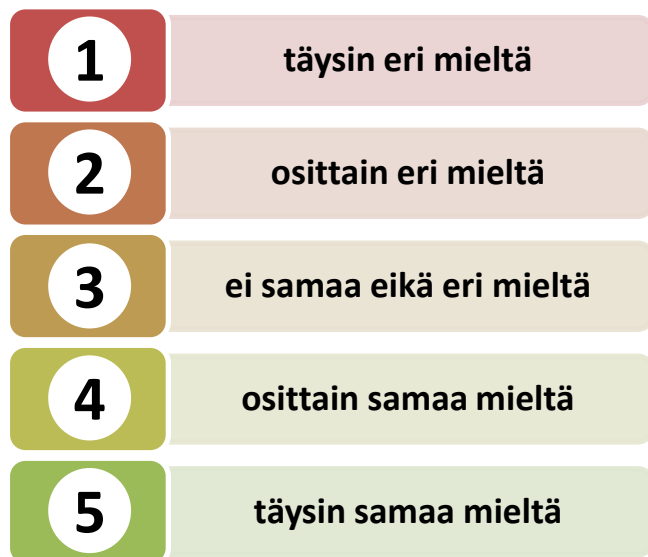 1 täysin eri mieltä
2 osittain eri mieltä
3 ei samaa eikä eri mieltä
4 osittain samaa mieltä
5 täysin samaa mieltä